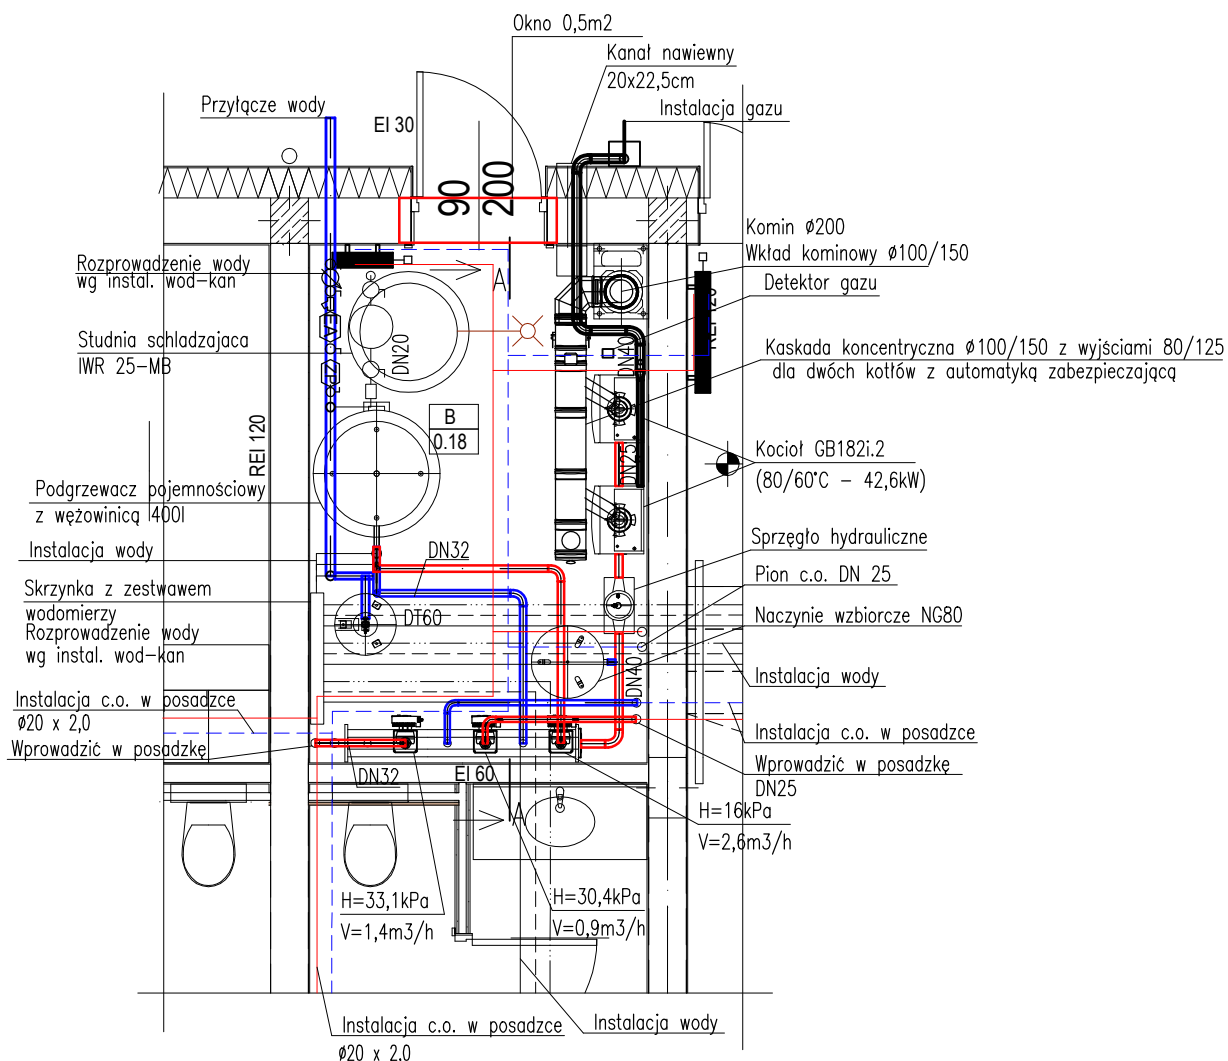 Okno 0,5m2
Kanał nawiewny
20x22,5cm
Przyłącze wody
Instalacja gazu
EI 30
90
200
Komin ø200
Wkład kominowy ø100/150
Rozprowadzenie wody
wg instal. wod-kan
Detektor gazu
A
Studnia schładzajaca
IWR 25-MB
DN20
DN40
Kaskada koncentryczna ø100/150 z wyjściami 80/125
dla dwóch kotłów z automatyką zabezpieczającą
B
0.18
REI 120
DN25
Kocioł GB182i.2
(80/60°C - 42,6kW)
Podgrzewacz pojemnościowy
z wężowinicą 400l
Instalacja wody
DN32
Sprzęgło hydrauliczne
Pion c.o. DN 25
Skrzynka z zestwawem
wodomierzy
DT60
Naczynie wzbiorcze NG80
Rozprowadzenie wody
wg instal. wod-kan
DN40
Instalacja wody
Instalacja c.o. w posadzce
ø20 x 2,0
Instalacja c.o. w posadzce
Wprowadzić w posadzkę
Wprowadzić w posadzkę
DN25
DN32
EI 60
A
H=16kPa
V=2,6m3/h
H=33,1kPa
V=1,4m3/h
H=30,4kPa
V=0,9m3/h
Instalacja c.o. w posadzce
ø20 x 2.0
Instalacja wody